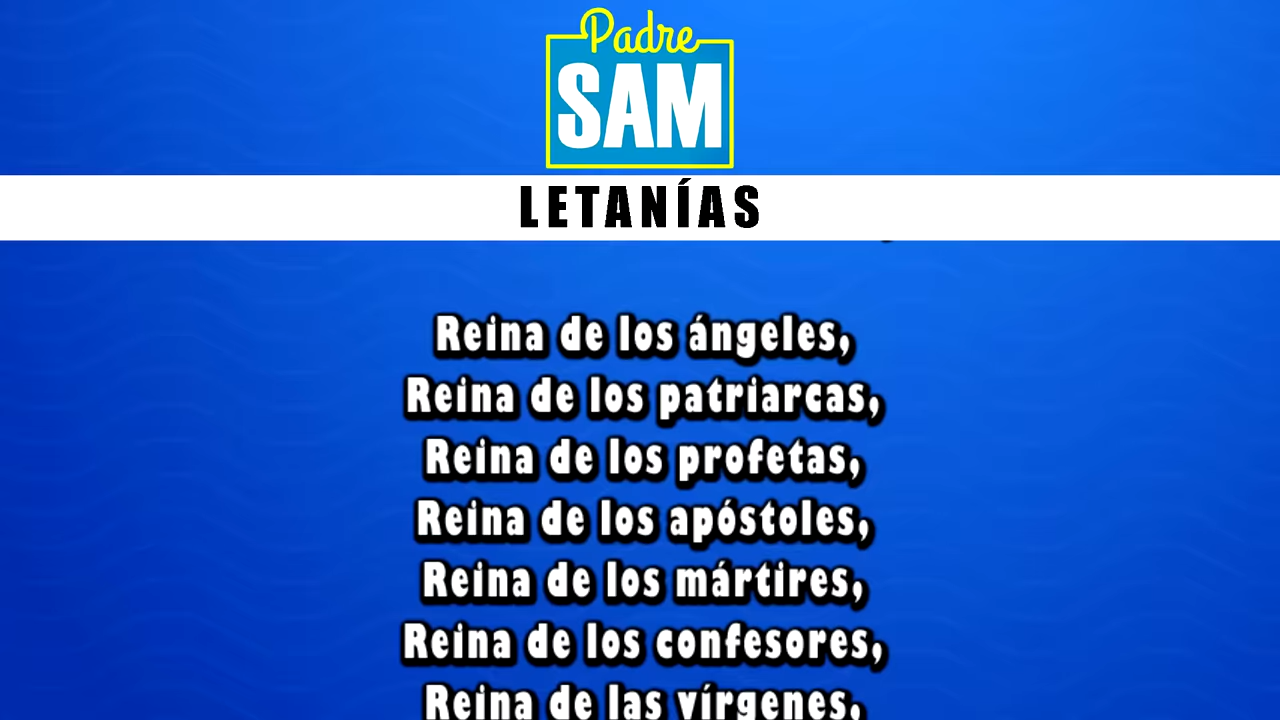 Padre
SAM
LETANÍAS
Reina de los ángeles,
Reina de los patriarcas,
Reina de los profetas,
Reina de los apóstoles,
Reina de los mártires,
Reina de los confesores,
Reina de las vírgenes,